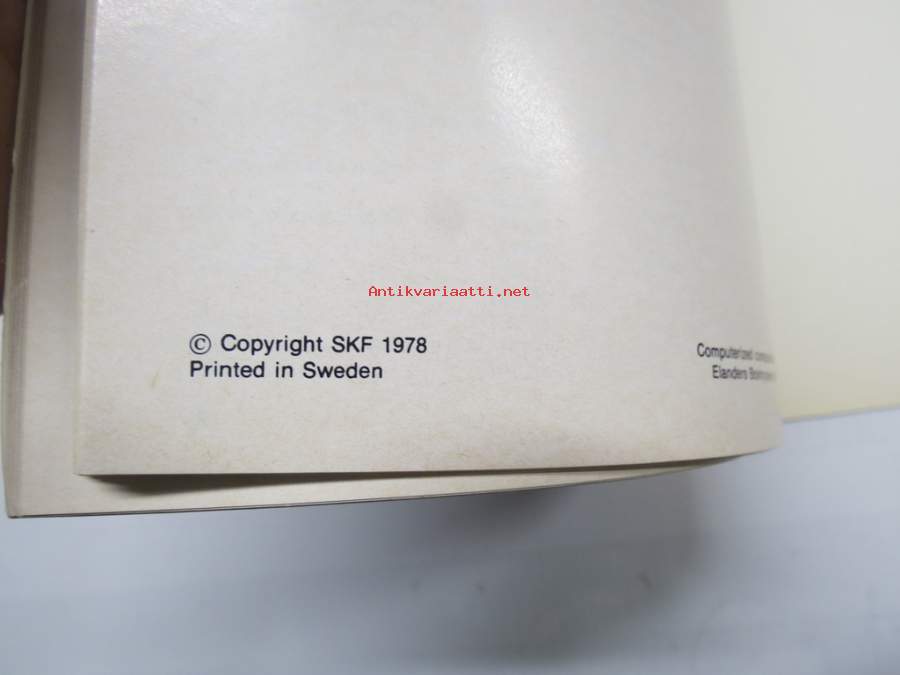 Antikvariaatti.net
© Copyright SKF 1978
Printed in Sweden
Computerized
Elanders